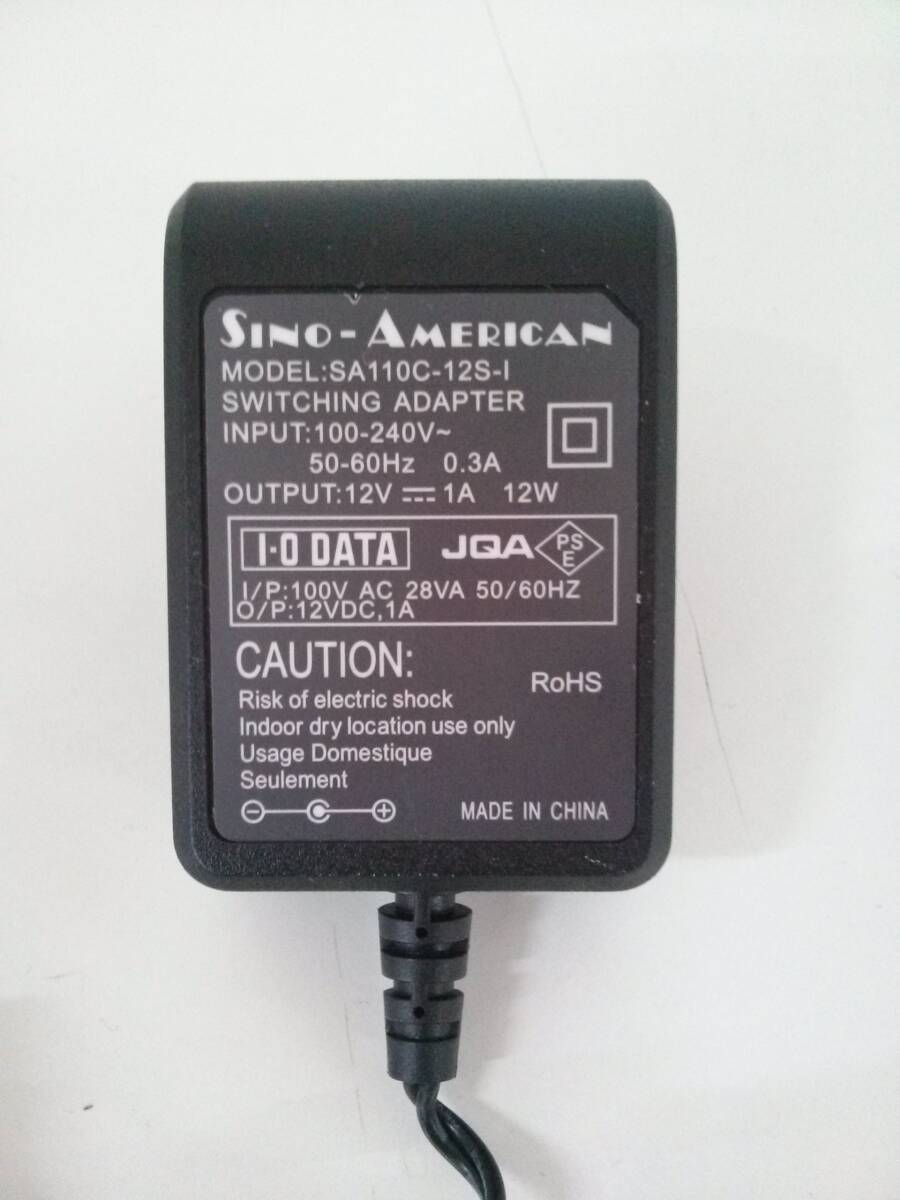 SINO-AMERICAN
MODEL:SA110C-12S-I
SWITCHING ADAPTER
INPUT:100-240V~
50-60Hz 0.3A
OUTPUT:12V ⎓ 1A 12W
I-O DATA JQA PSE
I/P:100V AC 28VA 50/60HZ
O/P:12VDC,1A
CAUTION:
RoHS
Risk of electric shock
Indoor dry location use only
Usage Domestique
Seulement
MADE IN CHINA